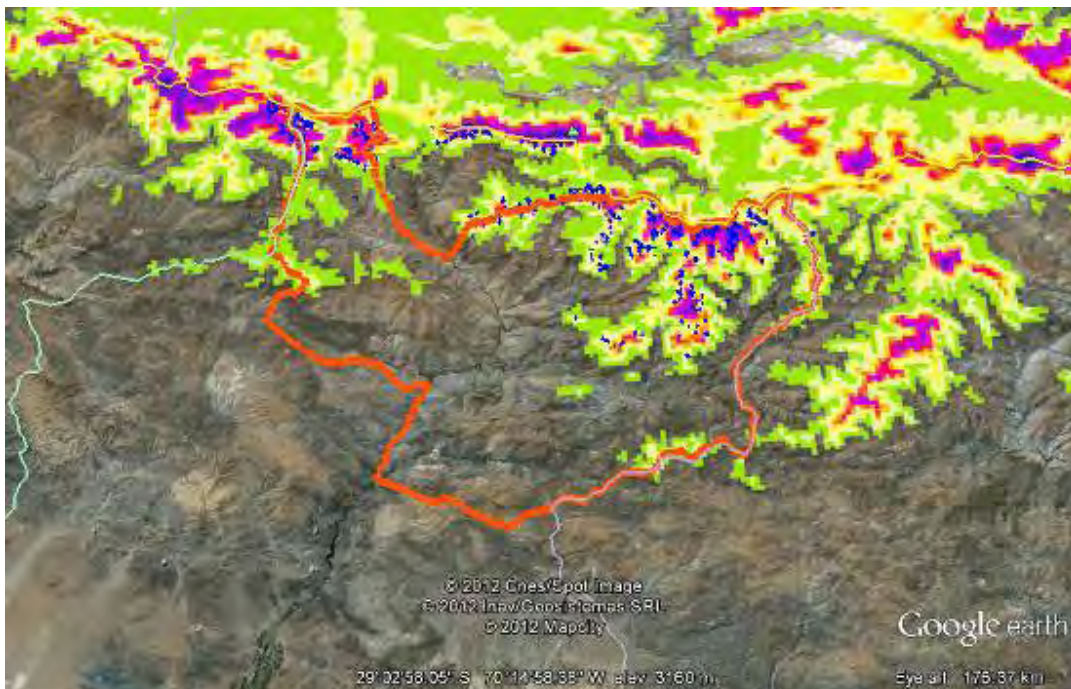 © 2012 Cnes/Spot Image
© 2012 Inav/Geosistemas SRL
© 2012 Mapcity
Google earth
29°02'58.05" S 70°14'58.38" W elev 3160 m
Eye alt 175.37 km